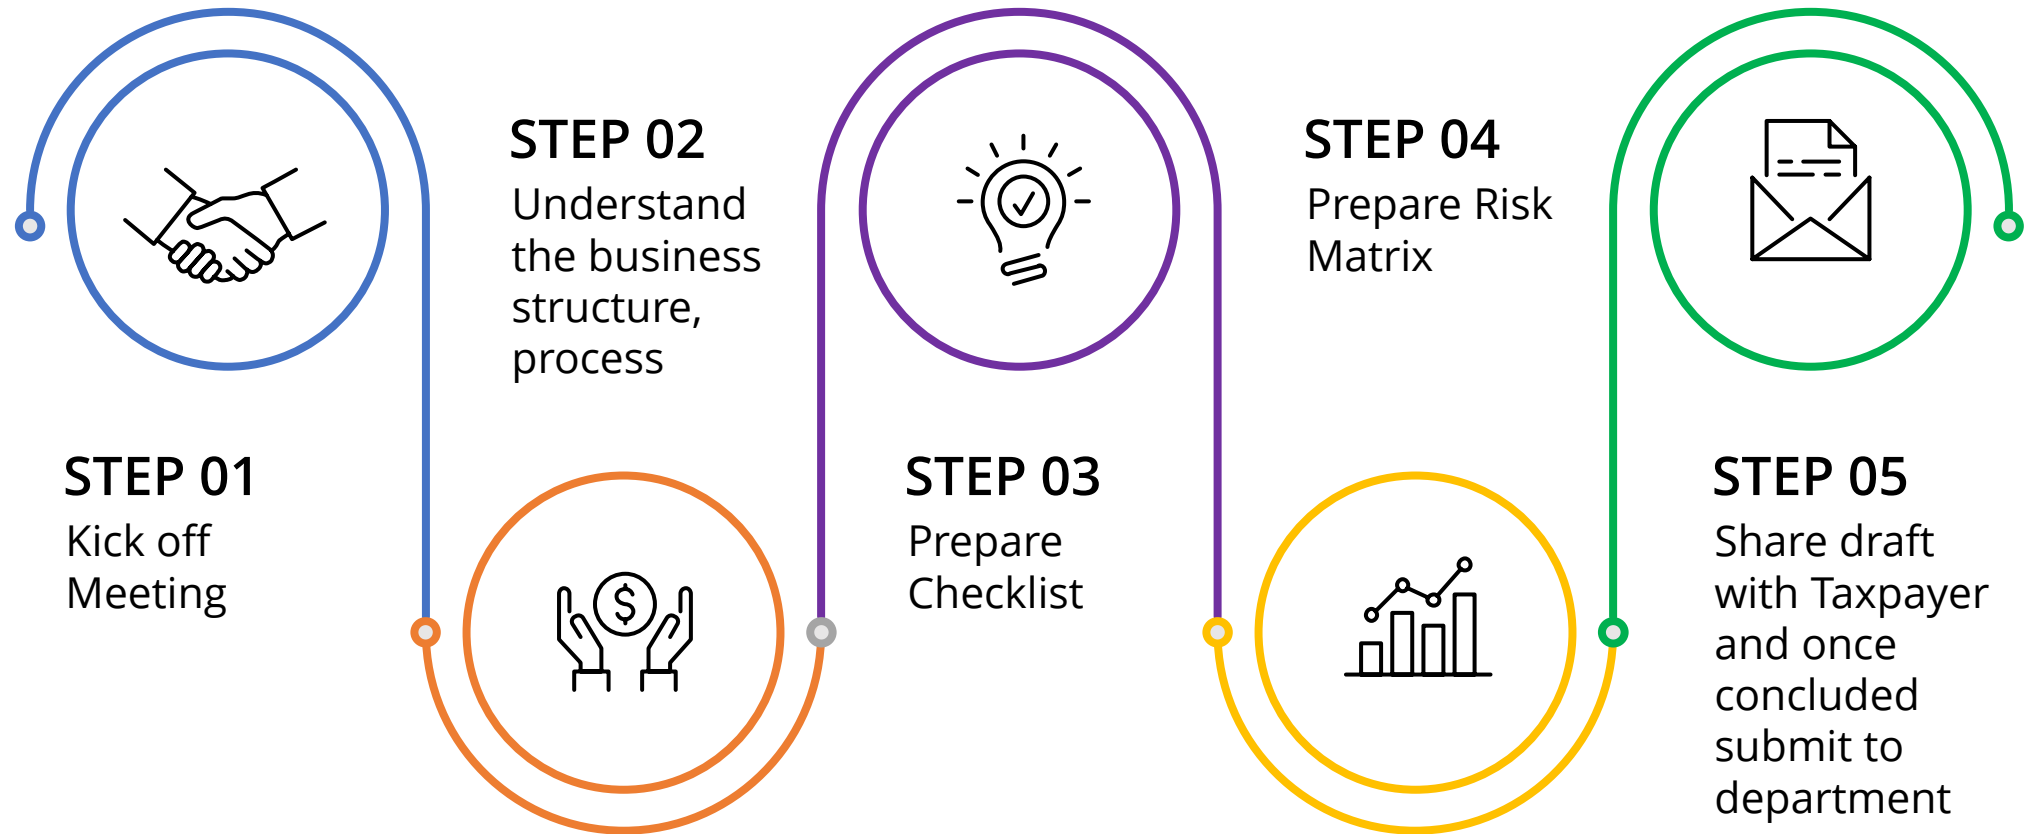 STEP 01
Kick off
Meeting
STEP 02
Understand
the business
structure,
process
STEP 03
Prepare
Checklist
STEP 04
Prepare Risk
Matrix
STEP 05
Share draft
with Taxpayer
and once
concluded
submit to
department
$